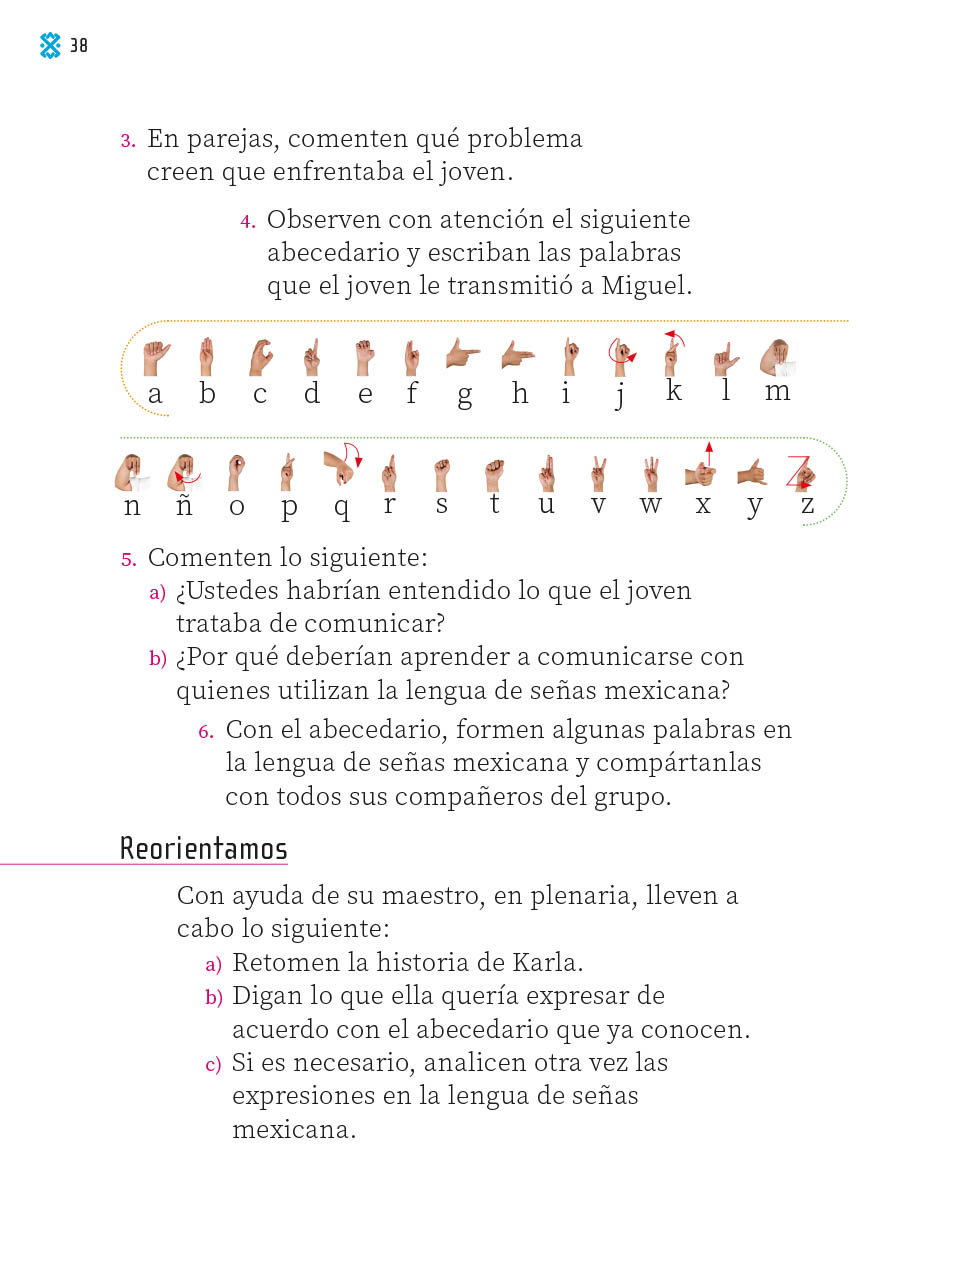 38
3. En parejas, comenten qué problema
creen que enfrentaba el joven.
4. Observen con atención el siguiente
abecedario y escriban las palabras
que el joven le transmitió a Miguel.
a b c d e f g h i j k l m
n ñ o p q r s t u v w x y z
5. Comenten lo siguiente:
a) ¿Ustedes habrían entendido lo que el joven
trataba de comunicar?
b) ¿Por qué deberían aprender a comunicarse con
quienes utilizan la lengua de señas mexicana?
6. Con el abecedario, formen algunas palabras en
la lengua de señas mexicana y compártanlas
con todos sus compañeros del grupo.
Reorientamos
Con ayuda de su maestro, en plenaria, lleven a
cabo lo siguiente:
a) Retomen la historia de Karla.
b) Digan lo que ella quería expresar de
acuerdo con el abecedario que ya conocen.
c) Si es necesario, analicen otra vez las
expresiones en la lengua de señas
mexicana.